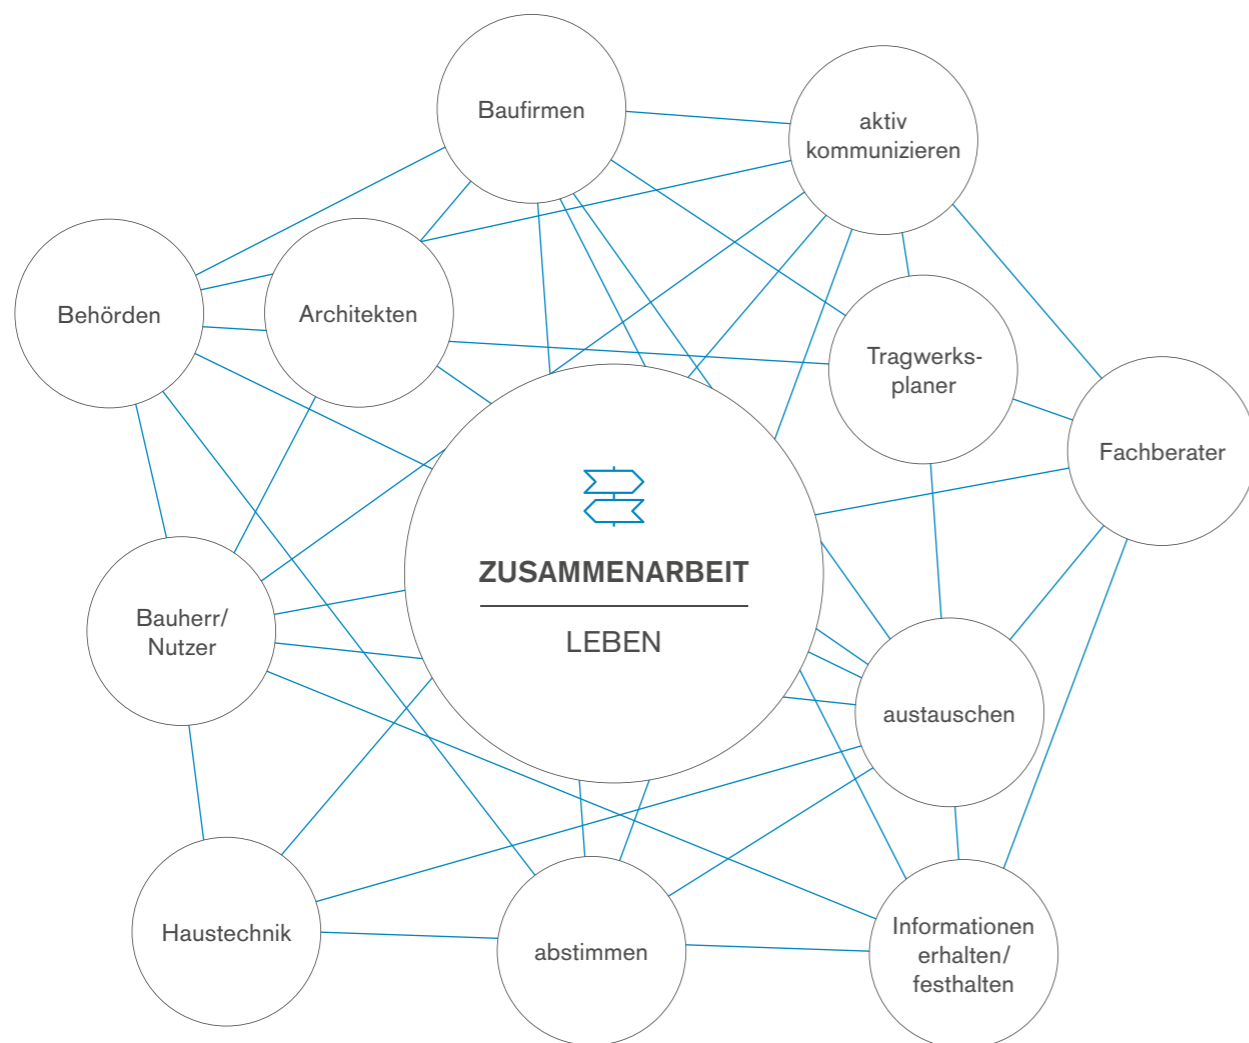 Baufirmen
aktiv
kommunizieren
Behörden
Architekten
Tragwerks-
planer
Fachberater
ZUSAMMENARBEIT
LEBEN
Bauherr/
Nutzer
austauschen
Haustechnik
abstimmen
Informationen
erhalten/
festhalten